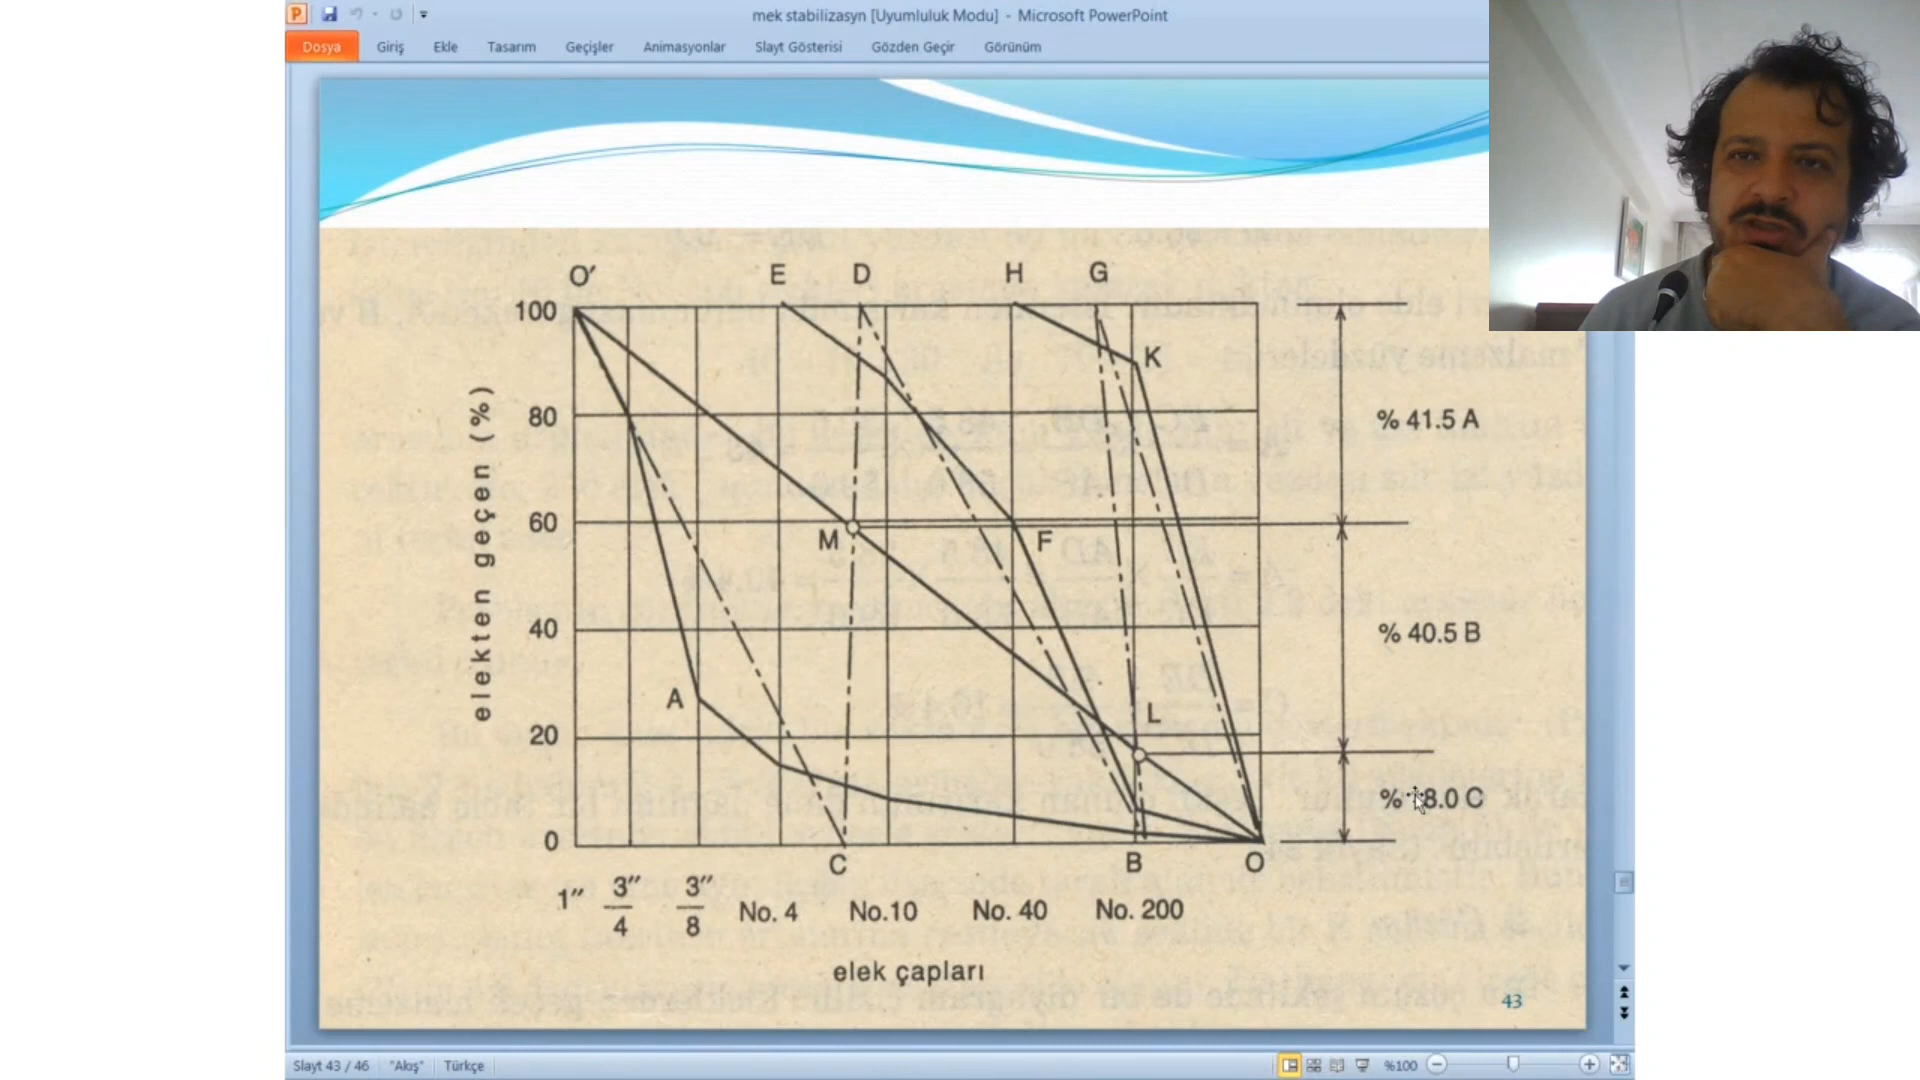 mek stabilizasyn [Uyumluluk Modu] - Microsoft PowerPoint
Dosya Giriş Ekle Tasarım Geçişler Animasyonlar Slayt Gösterisi Gözden Geçir Görünüm
O' E D H G
100
80
60
40
20
0
elekten geçen (%)
K
M
F
A
L
C B O
% 41.5 A
% 40.5 B
% 18.0 C
1" 3"/4 3"/8 No. 4 No.10 No. 40 No. 200
elek çapları
43
Slayt 43 / 46 "Akış" Türkçe %100